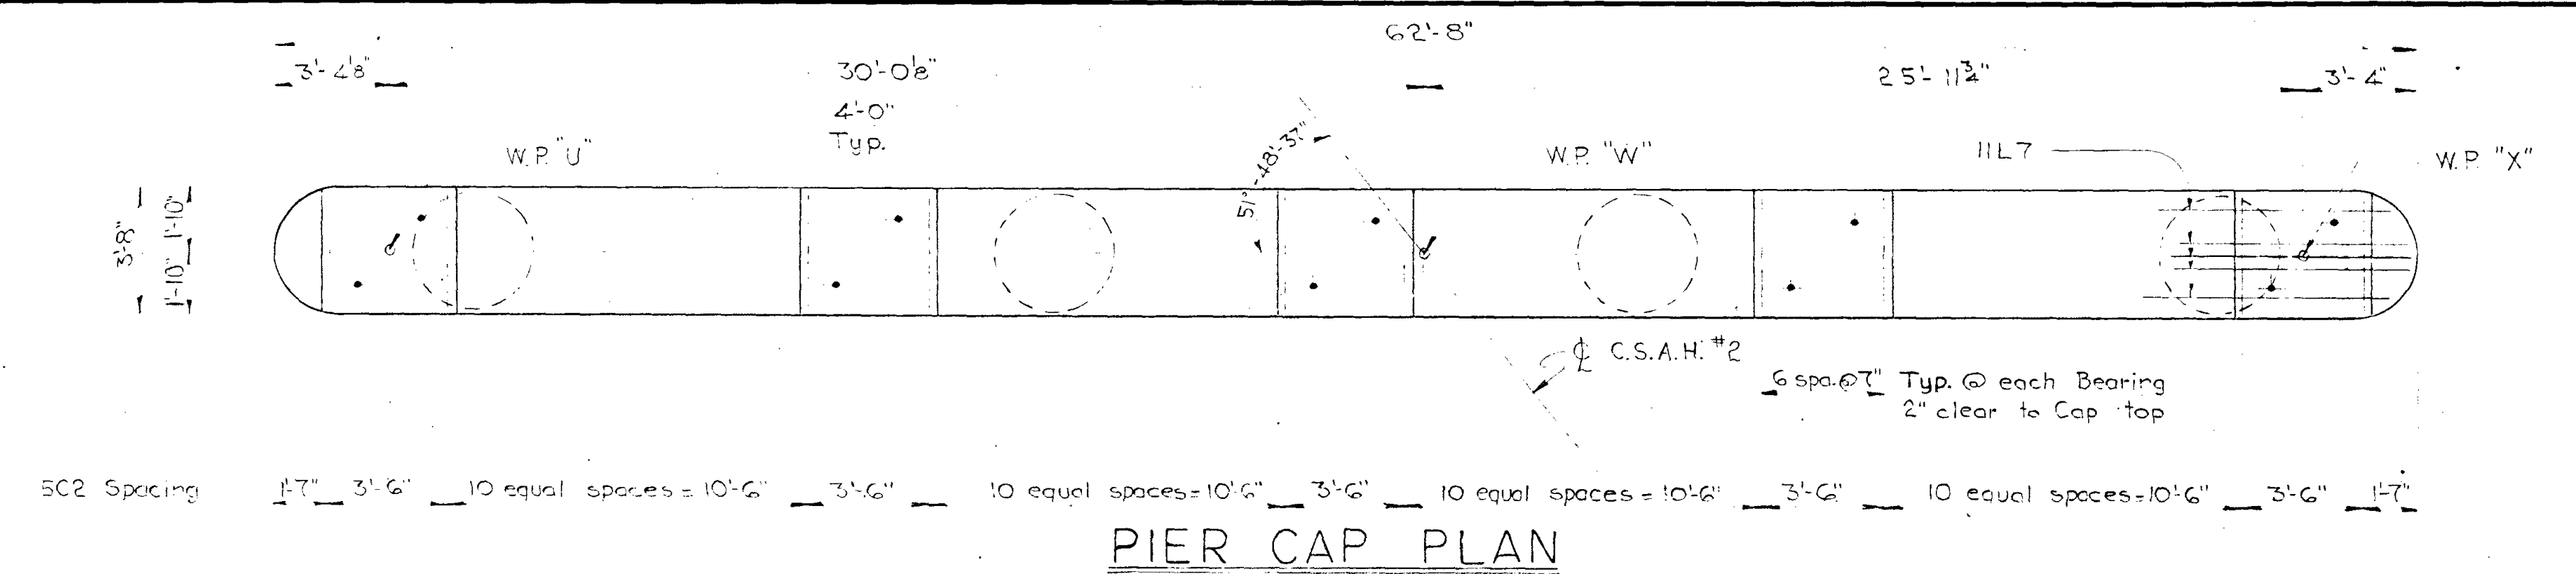 62'-8"
3'-4⅛" 30'-0⅛" 25'-11¾" 3'-4"
4'-0"
Typ.
W.P. "U" W.P. "W" 11L7 W.P. "X"
51°-48'-37"
3'-8"
1'-10" 1'-10"
℄ C.S.A.H. #2
6 spa.@7" Typ. @ each Bearing
2" clear to Cap top
5C2 Spacing 1'-7" 3'-6" 10 equal spaces = 10'-6" 3'-6" 10 equal spaces = 10'-6" 3'-6" 10 equal spaces = 10'-6" 3'-6" 10 equal spaces = 10'-6" 3'-6" 1'-7"
PIER CAP PLAN